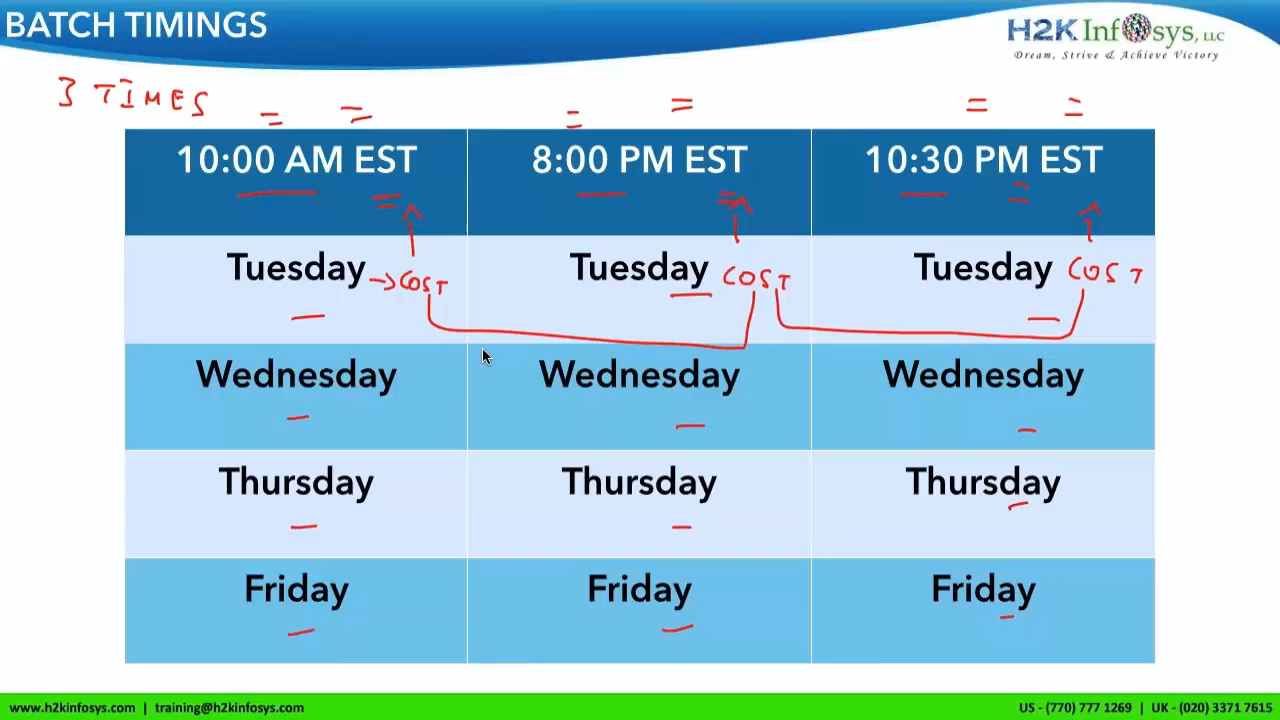 BATCH TIMINGS
H2K Infosys, LLC
Dream, Strive & Achieve Victory
3 TIMES
10:00 AM EST 8:00 PM EST 10:30 PM EST
Tuesday Tuesday Tuesday
COST COST COST
Wednesday Wednesday Wednesday
Thursday Thursday Thursday
Friday Friday Friday
www.h2kinfosys.com | training@h2kinfosys.com US - (770) 777 1269 | UK - (020) 3371 7615